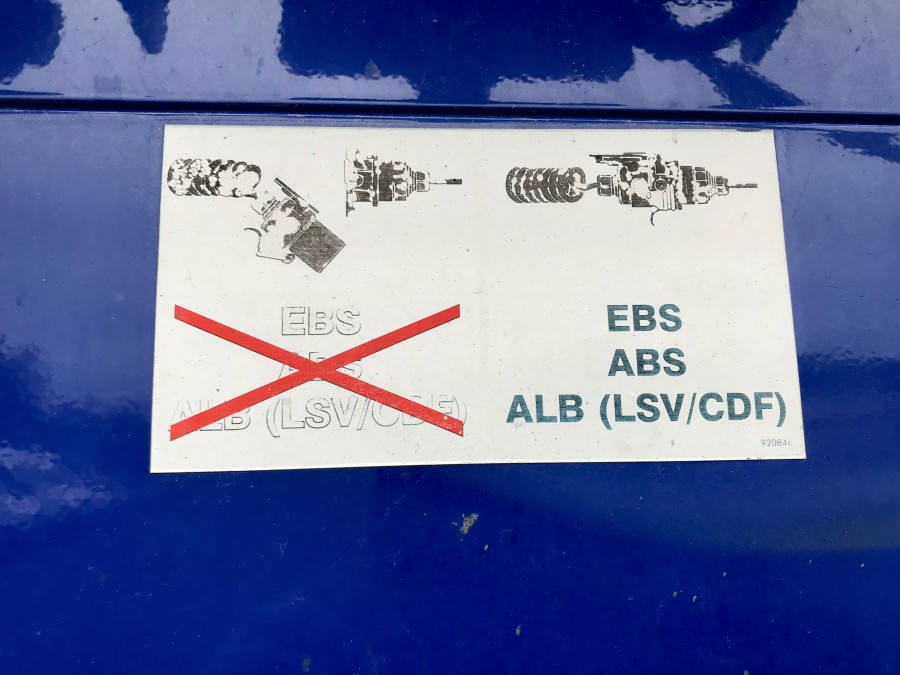 EBS
ABS
ALB (LSV/CDF)
EBS
ABS
ALB (LSV/CDF)
920846